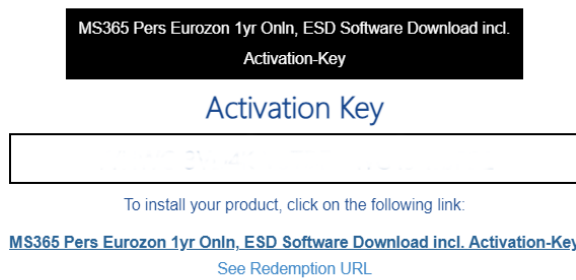 MS365 Pers Eurozon 1yr Onln, ESD Software Download incl.
Activation-Key
Activation Key
To install your product, click on the following link:
MS365 Pers Eurozon 1yr Onln, ESD Software Download incl. Activation-Key
See Redemption URL